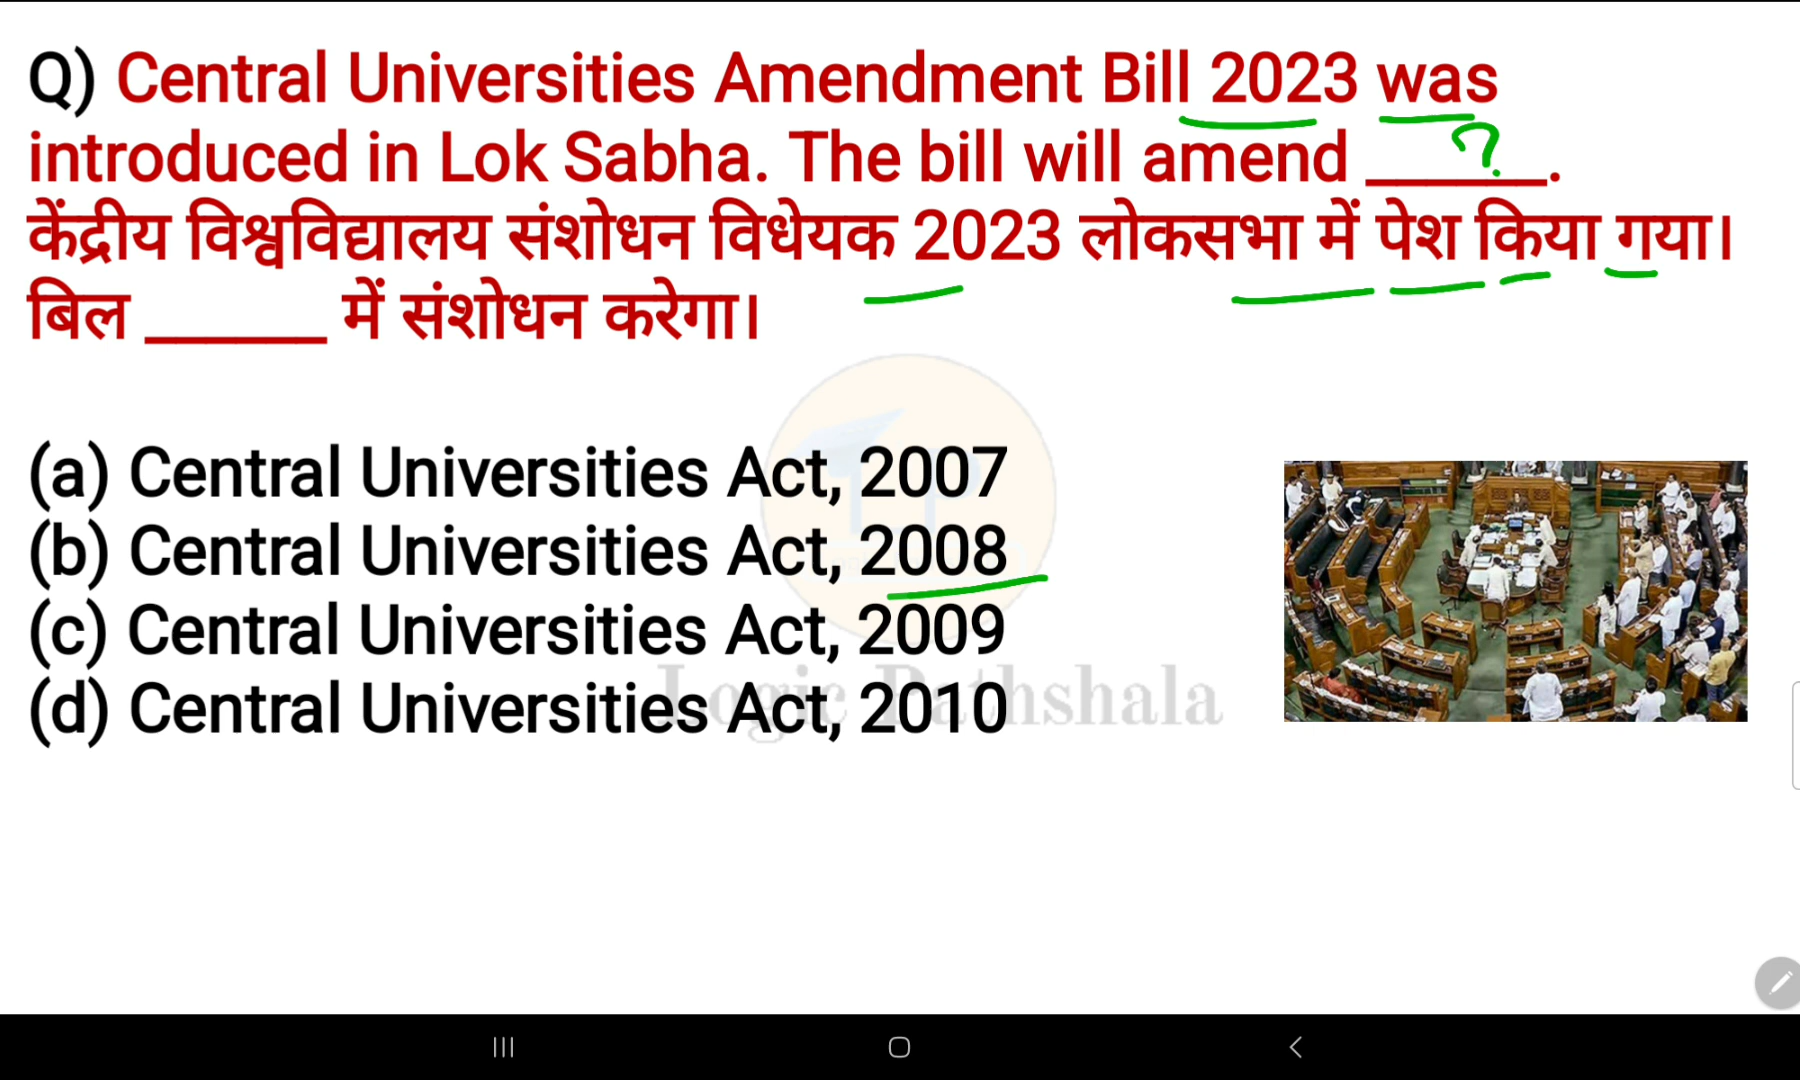 Q) Central Universities Amendment Bill 2023 was
introduced in Lok Sabha. The bill will amend ______.
?
केंद्रीय विश्वविद्यालय संशोधन विधेयक 2023 लोकसभा में पेश किया गया।
बिल ______ में संशोधन करेगा।
(a) Central Universities Act, 2007
(b) Central Universities Act, 2008
(c) Central Universities Act, 2009
(d) Central Universities Act, 2010
Logic Pathshala